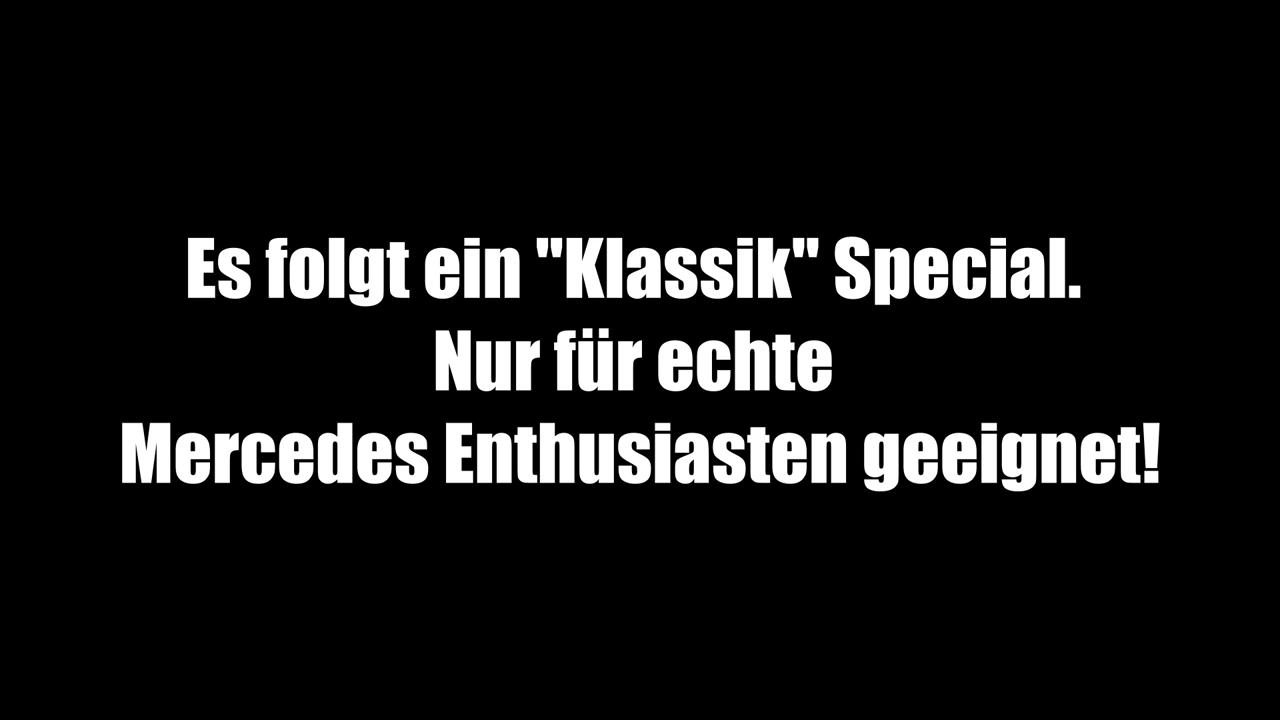 Es folgt ein "Klassik" Special.
Nur für echte
Mercedes Enthusiasten geeignet!